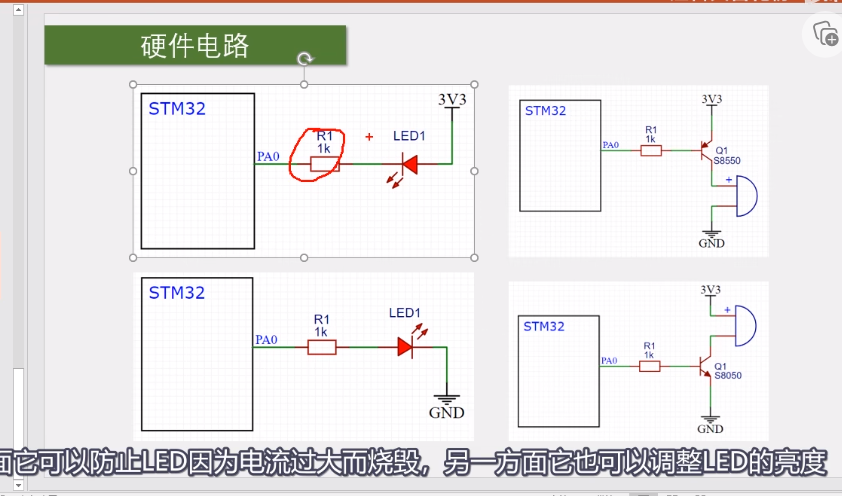 硬件电路
STM32
PA0
R1
1k
+
LED1
3V3
STM32
PA0
R1
1k
3V3
Q1
S8550
+
GND
STM32
PA0
R1
1k
LED1
GND
STM32
PA0
R1
1k
3V3
+
Q1
S8050
GND
面它可以防止LED因为电流过大而烧毁，另一方面它也可以调整LED的亮度